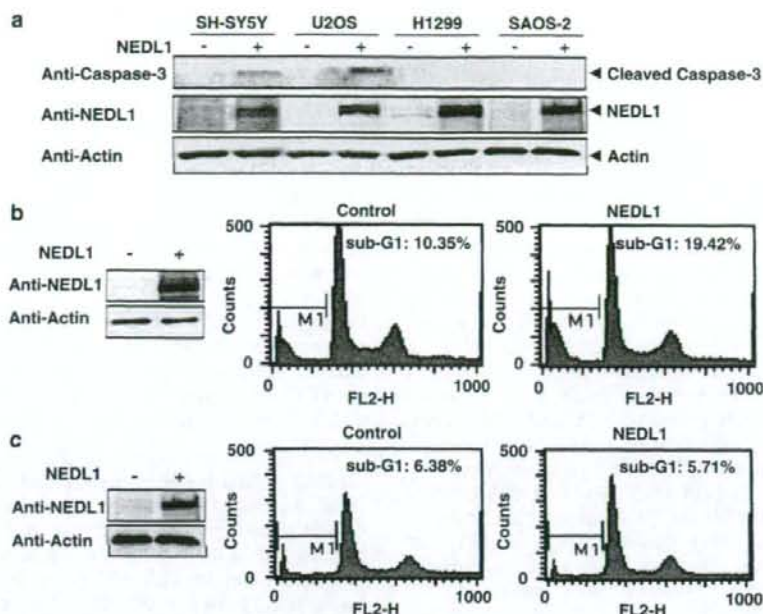 a
SH-SY5Y U2OS H1299 SAOS-2
NEDL1 - + - + - + - +
Anti-Caspase-3 ◄ Cleaved Caspase-3
Anti-NEDL1 ◄ NEDL1
Anti-Actin ◄ Actin
b
NEDL1 - +
Anti-NEDL1
Anti-Actin
Control
500
sub-G1: 10.35%
Counts
M1
0
0 1000
FL2-H
NEDL1
500
sub-G1: 19.42%
Counts
M1
0
0 1000
FL2-H
c
NEDL1 - +
Anti-NEDL1
Anti-Actin
Control
500
sub-G1: 6.38%
Counts
M1
0
0 1000
FL2-H
NEDL1
500
sub-G1: 5.71%
Counts
M1
0
0 1000
FL2-H